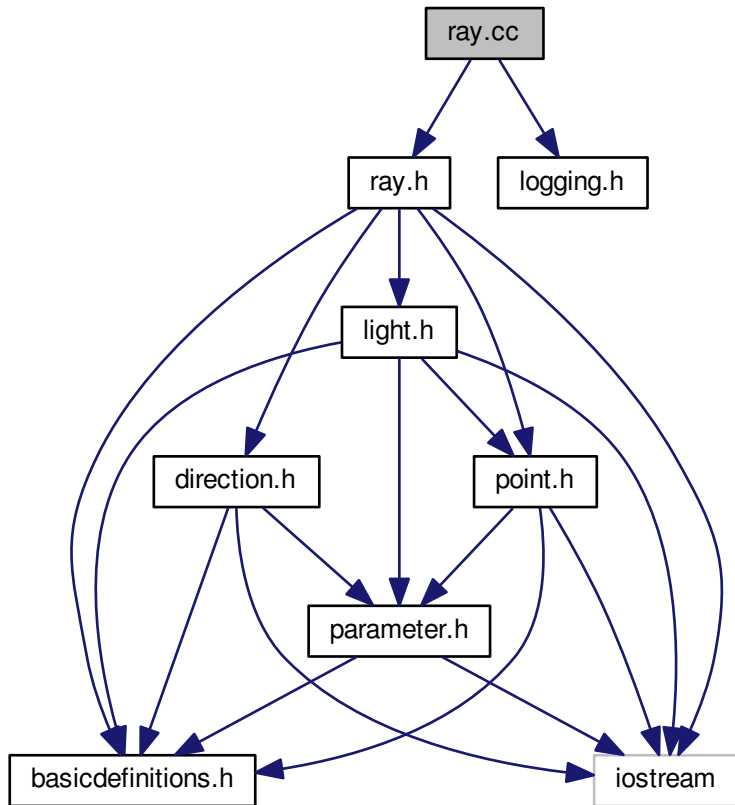 ray.cc
ray.h
logging.h
light.h
direction.h
point.h
parameter.h
basicdefinitions.h
iostream